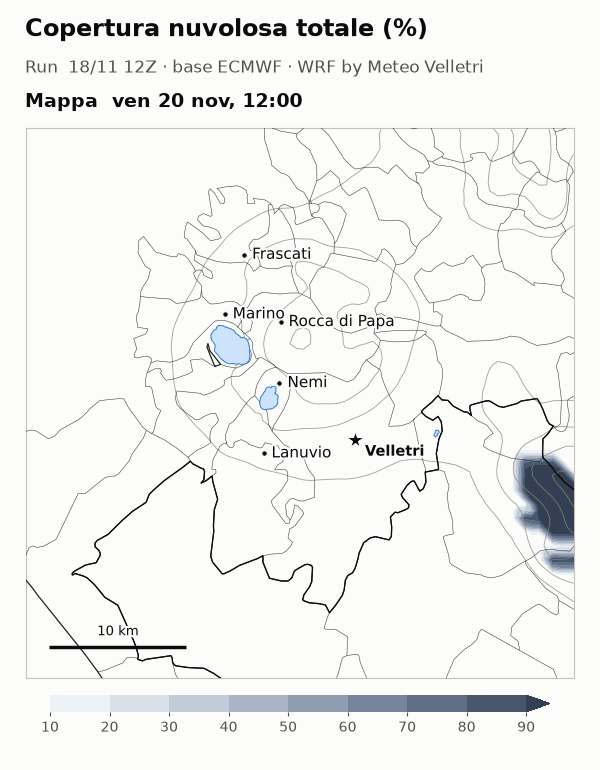 Copertura nuvolosa totale (%)
Run  18/11 12Z · base ECMWF · WRF by Meteo Velletri
Mappa  ven 20 nov, 12:00
Frascati
Marino
Rocca di Papa
Nemi
Velletri
Lanuvio
10 km
10 20 30 40 50 60 70 80 90